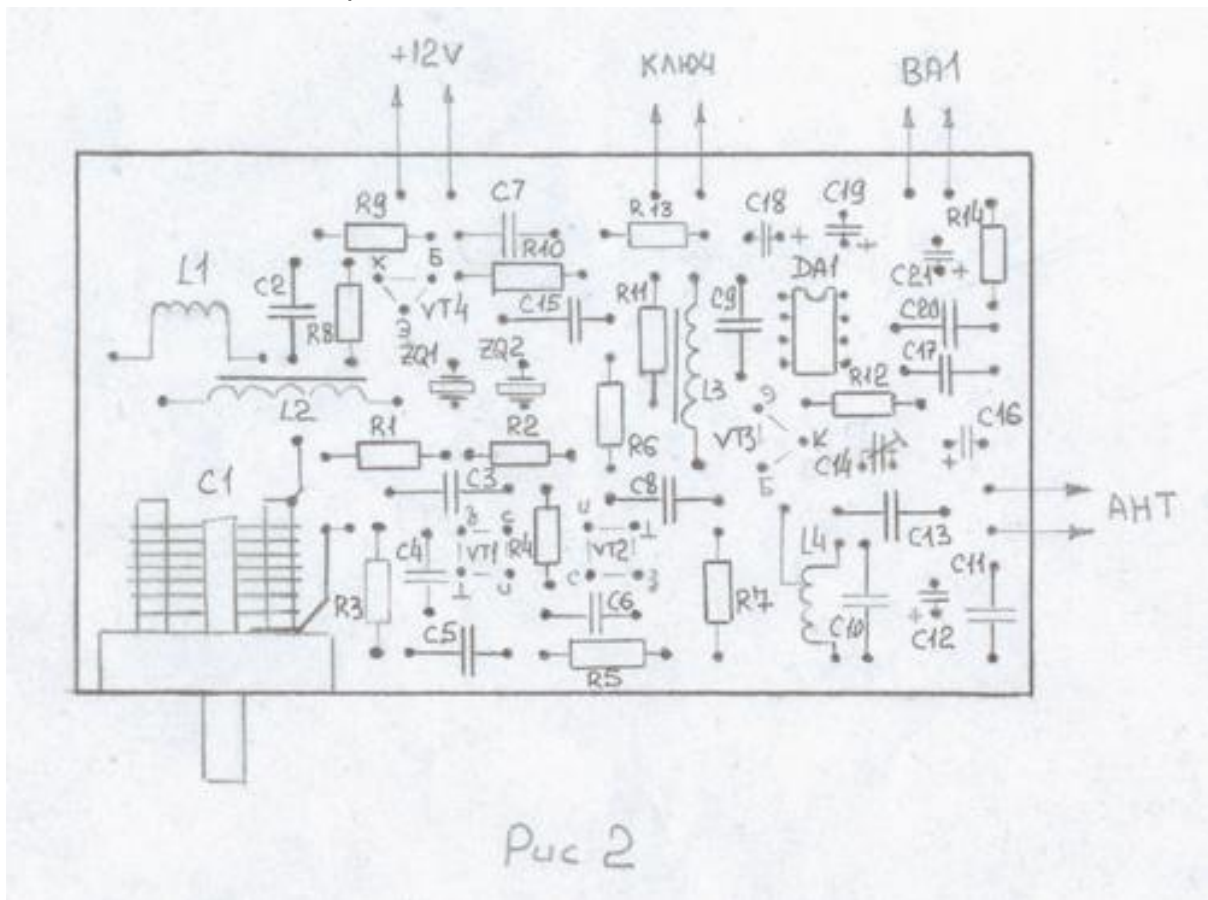 +12V
КЛЮЧ
ВА1
R9
C7
R13
C18
+
C19
+
R14
К
Б
R10
L1
C2
C21
+
DA1
R8
VT4
C15
R11
C9
C20
Э
ZQ1
ZQ2
C17
L3
R12
L2
Э
R1
R2
R6
VT3
К
C16
+
C14
Б
C1
C3
C8
З
С
И
⊥
АНТ
C4
VT1
R4
VT2
L4
C13
C11
⊥
И
С
З
R3
C6
R7
C10
+
C12
C5
R5
Рис 2